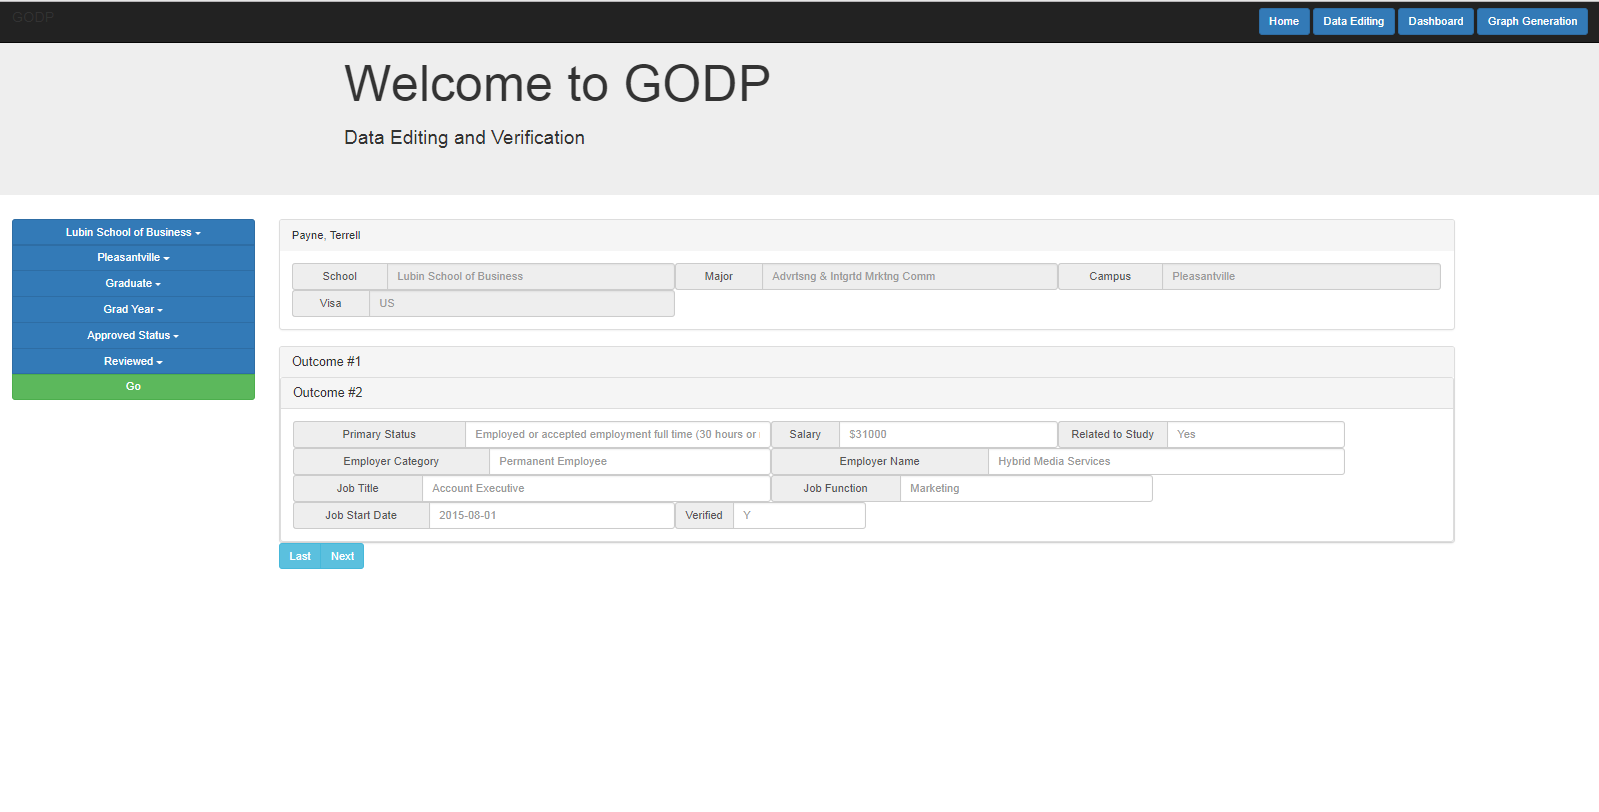 GODP
Home Data Editing Dashboard Graph Generation
Welcome to GODP
Data Editing and Verification
Lubin School of Business
Pleasantville
Graduate
Grad Year
Approved Status
Reviewed
Go
Payne, Terrell
School Lubin School of Business Major Advrtsng & Intgrtd Mrktng Comm Campus Pleasantville
Visa US
Outcome #1
Outcome #2
Primary Status Employed or accepted employment full time (30 hours or Salary $31000 Related to Study Yes
Employer Category Permanent Employee Employer Name Hybrid Media Services
Job Title Account Executive Job Function Marketing
Job Start Date 2015-08-01 Verified Y
Last Next